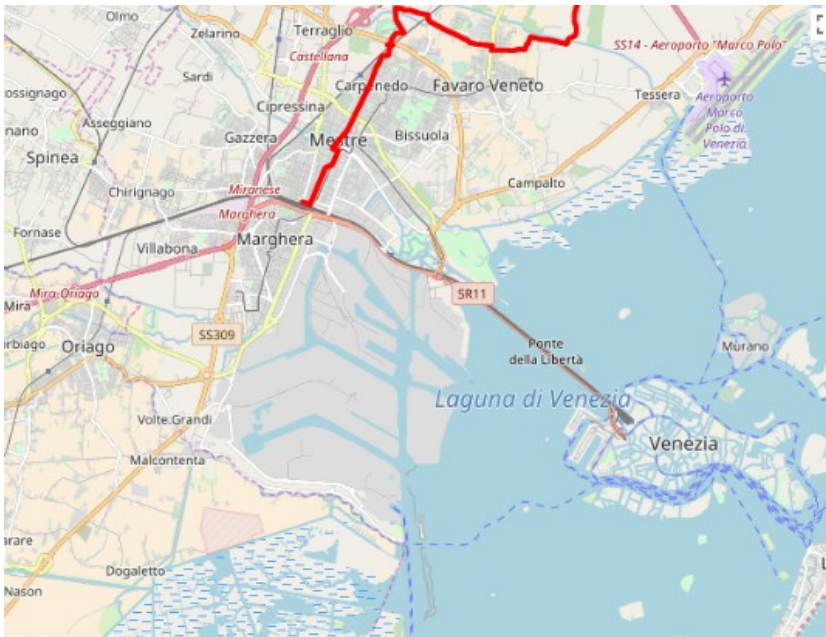 Olmo
Zelarino
Terraglio
Castellana
SS14 - Aeroporto "Marco Polo"
Sardi
Carpenedo
Favaro Veneto
Tessera
ossignago
Cipressina
Aeroporto
Marco
Polo di
Venezia
Asseggiano
nano
Gazzera
Mestre
Bissuola
Spinea
Chirignago
Miranese
Campalto
Marghera
Fornase
Villabona
Marghera
Mira-Oriago
Mira
SR11
SS309
Ponte
della Libertà
Murano
orbiago
Oriago
Laguna di Venezia
Volte Grandi
Venezia
Malcontenta
arare
Dogaletto
Nason
L